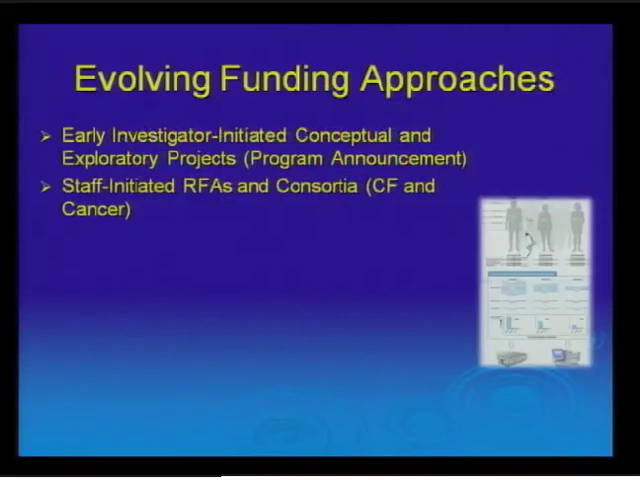 Evolving Funding Approaches
Early Investigator-Initiated Conceptual and
Exploratory Projects (Program Announcement)
Staff-Initiated RFAs and Consortia (CF and
Cancer)